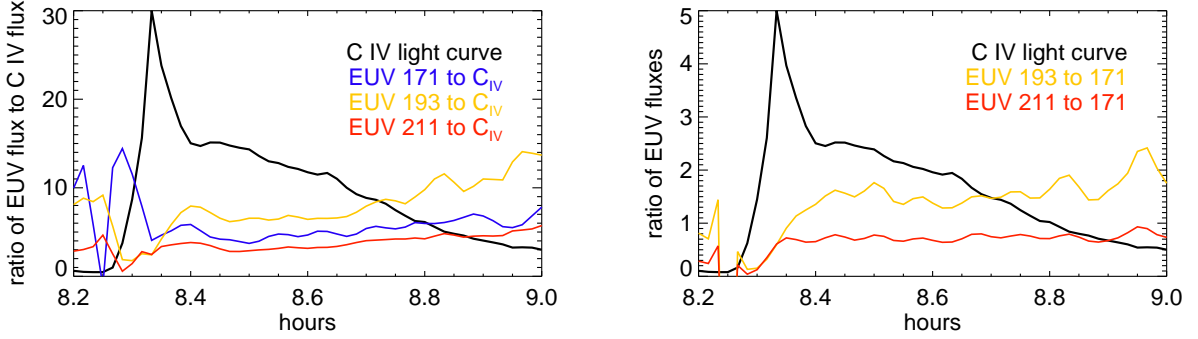 ratio of EUV flux to C IV flux
30
20
10
0
8.2
8.4
8.6
8.8
9.0
hours
C IV light curve
EUV 171 to C_IV
EUV 193 to C_IV
EUV 211 to C_IV
ratio of EUV fluxes
5
4
3
2
1
0
8.2
8.4
8.6
8.8
9.0
hours
C IV light curve
EUV 193 to 171
EUV 211 to 171